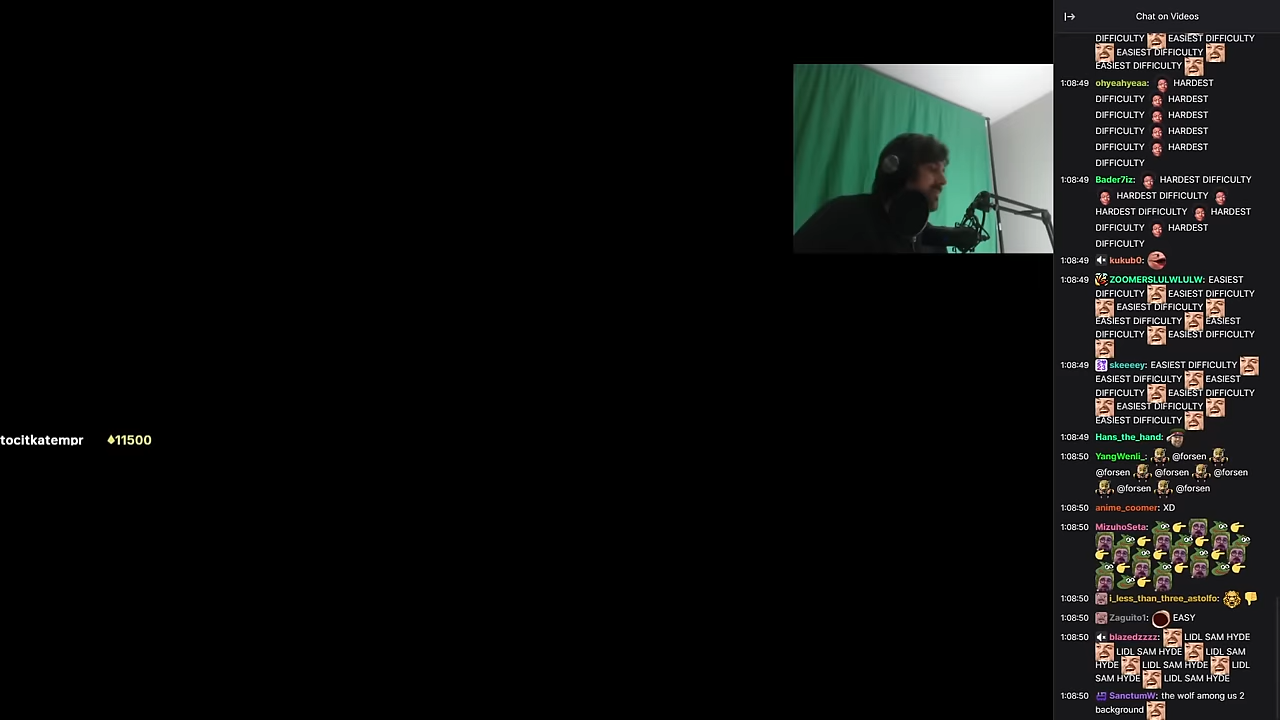 Chat on Videos
DIFFICULTY EASIEST DIFFICULTY
EASIEST DIFFICULTY
EASIEST DIFFICULTY
1:08:49 ohyeahyeaa: HARDEST
DIFFICULTY HARDEST
DIFFICULTY HARDEST
DIFFICULTY HARDEST
DIFFICULTY HARDEST
DIFFICULTY
1:08:49 Bader7iz: HARDEST DIFFICULTY
HARDEST DIFFICULTY
HARDEST DIFFICULTY HARDEST
DIFFICULTY HARDEST
DIFFICULTY
1:08:49 kukub0:
1:08:49 ZOOMERSLULWLULW: EASIEST
DIFFICULTY EASIEST DIFFICULTY
EASIEST DIFFICULTY
EASIEST DIFFICULTY EASIEST
DIFFICULTY EASIEST DIFFICULTY
1:08:49 skeeeey: EASIEST DIFFICULTY
EASIEST DIFFICULTY EASIEST
DIFFICULTY EASIEST DIFFICULTY
EASIEST DIFFICULTY
EASIEST DIFFICULTY
1:08:49 Hans_the_hand:
1:08:50 YangWenli_: @forsen
@forsen @forsen @forsen
@forsen @forsen
1:08:50 anime_coomer: XD
1:08:50 MizuhoSeta:
1:08:50 i_less_than_three_astolfo:
1:08:50 Zaguito1: EASY
1:08:50 blazedzzzz: LIDL SAM HYDE
LIDL SAM HYDE LIDL SAM
HYDE LIDL SAM HYDE LIDL
SAM HYDE LIDL SAM HYDE
1:08:50 SanctumW: the wolf among us 2
background
tocitkatempr 11500